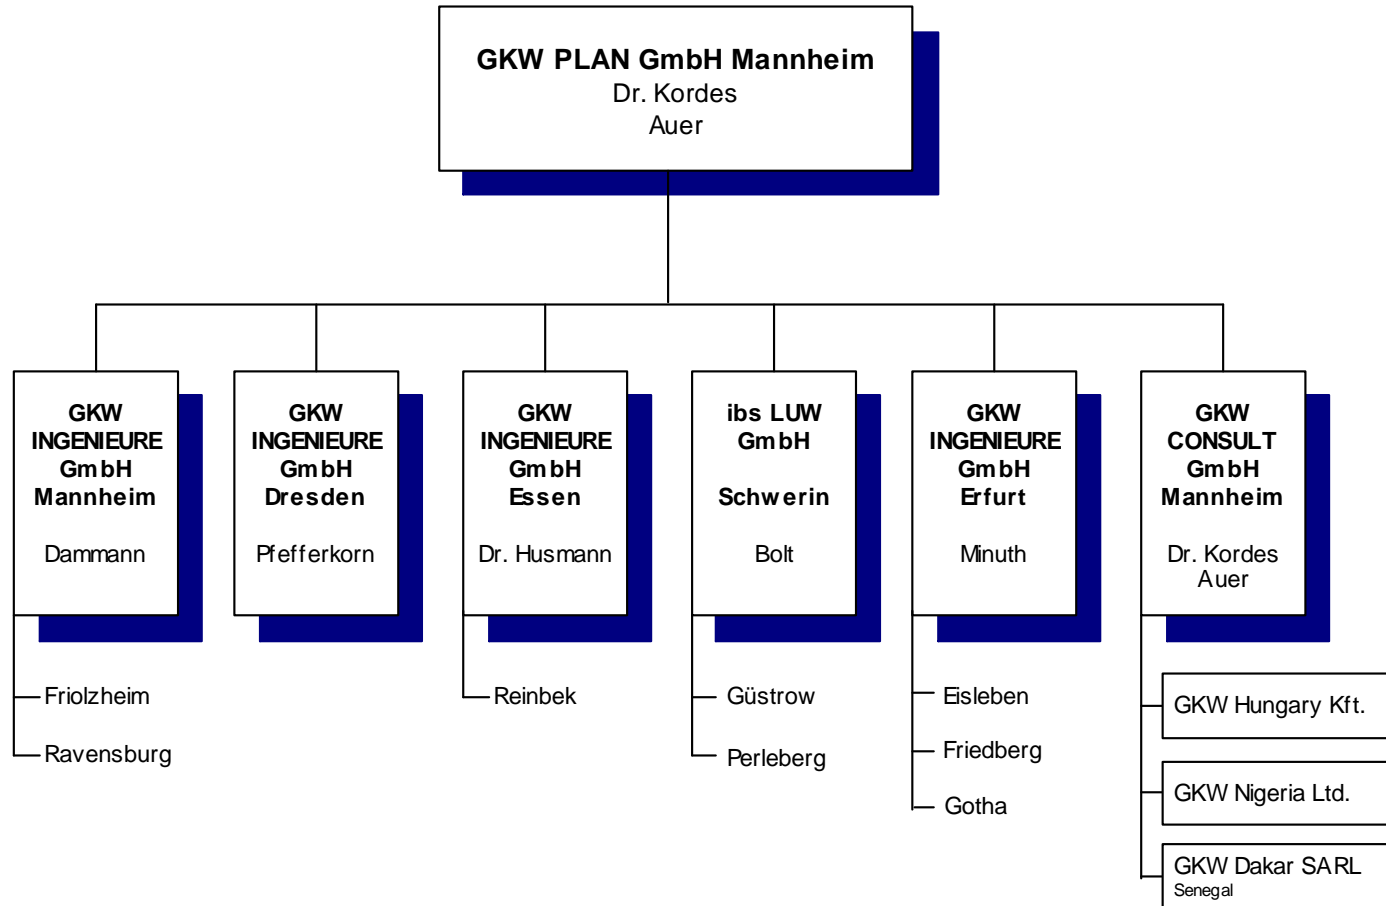 GKW PLAN GmbH Mannheim
Dr. Kordes
Auer
GKW
INGENIEURE
GmbH
Mannheim
Dammann
Friolzheim
Ravensburg
GKW
INGENIEURE
GmbH
Dresden
Pfefferkorn
GKW
INGENIEURE
GmbH
Essen
Dr. Husmann
Reinbek
ibs LUW
GmbH
Schwerin
Bolt
Güstrow
Perleberg
GKW
INGENIEURE
GmbH
Erfurt
Minuth
Eisleben
Friedberg
Gotha
GKW
CONSULT
GmbH
Mannheim
Dr. Kordes
Auer
GKW Hungary Kft.
GKW Nigeria Ltd.
GKW Dakar SARL
Senegal